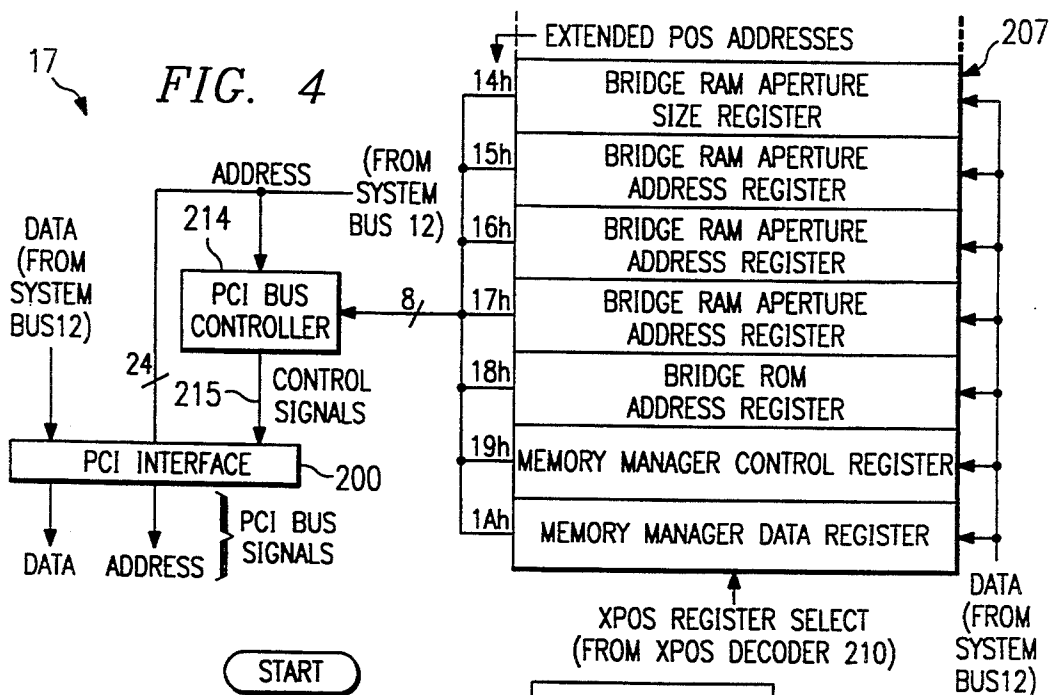 17
FIG. 4
EXTENDED POS ADDRESSES
207
14h
BRIDGE RAM APERTURE
SIZE REGISTER
15h
BRIDGE RAM APERTURE
ADDRESS REGISTER
16h
BRIDGE RAM APERTURE
ADDRESS REGISTER
17h
BRIDGE RAM APERTURE
ADDRESS REGISTER
18h
BRIDGE ROM
ADDRESS REGISTER
19h
MEMORY MANAGER CONTROL REGISTER
1Ah
MEMORY MANAGER DATA REGISTER
ADDRESS
(FROM
SYSTEM
BUS 12)
214
DATA
(FROM
SYSTEM
BUS12)
PCI BUS
CONTROLLER
8
24
215
CONTROL
SIGNALS
PCI INTERFACE
200
PCI BUS
SIGNALS
DATA
ADDRESS
XPOS REGISTER SELECT
(FROM XPOS DECODER 210)
DATA
(FROM
SYSTEM
BUS12)
START